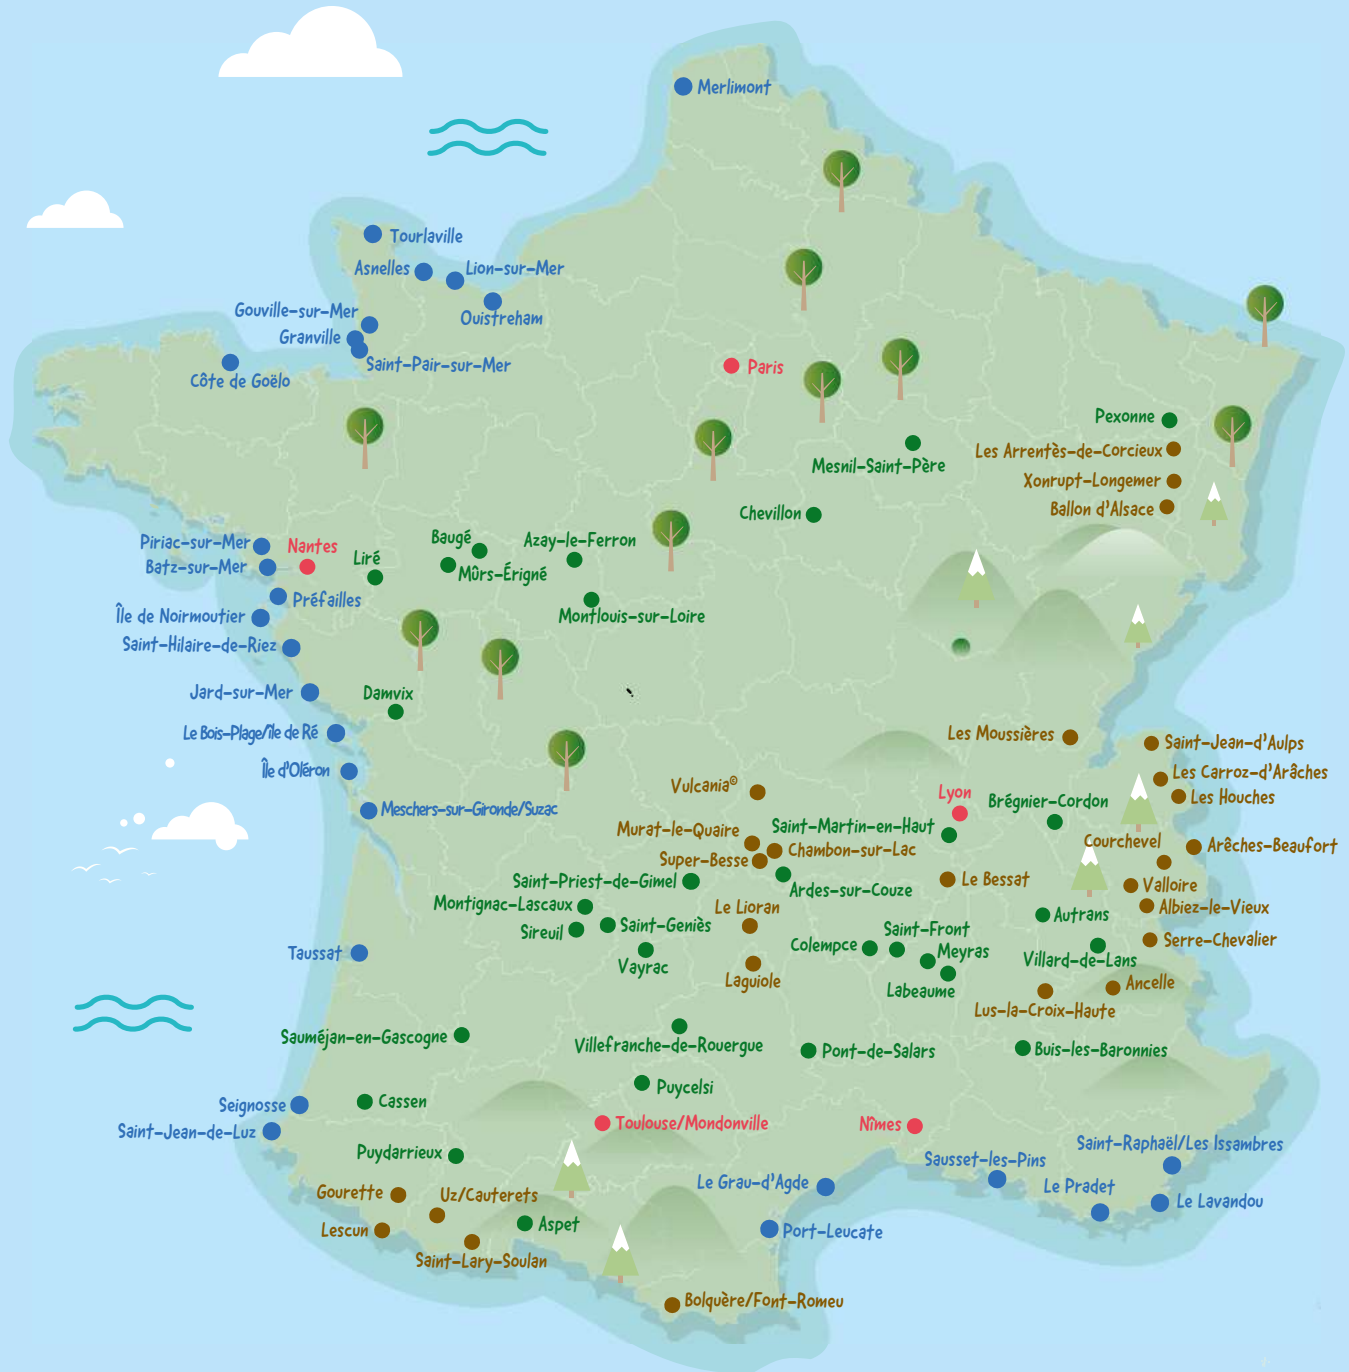 Merlimont
Tourlaville
Asnelles
Lion-sur-Mer
Gouville-sur-Mer
Ouistreham
Granville
Saint-Pair-sur-Mer
Côte de Goëlo
Paris
Pexonne
Les Arrentès-de-Corcieux
Mesnil-Saint-Père
Xonrupt-Longemer
Ballon d'Alsace
Chevillon
Piriac-sur-Mer
Nantes
Baugé
Azay-le-Ferron
Batz-sur-Mer
Liré
Mûrs-Érigné
Préfailles
Île de Noirmoutier
Montlouis-sur-Loire
Saint-Hilaire-de-Riez
Jard-sur-Mer
Damvix
Le Bois-Plage/île de Ré
Les Moussières
Saint-Jean-d'Aulps
Île d'Oléron
Les Carroz-d'Arâches
Vulcania©
Lyon
Brégnier-Cordon
Les Houches
Meschers-sur-Gironde/Suzac
Murat-le-Quaire
Saint-Martin-en-Haut
Courchevel
Arêches-Beaufort
Chambon-sur-Lac
Super-Besse
Saint-Priest-de-Gimel
Ardes-sur-Couze
Le Bessat
Valloire
Montignac-Lascaux
Le Lioran
Albiez-le-Vieux
Autrans
Sireuil
Saint-Geniès
Saint-Front
Serre-Chevalier
Colempce
Meyras
Taussat
Villard-de-Lans
Vayrac
Laguiole
Labeaume
Ancelle
Lus-la-Croix-Haute
Sauméjan-en-Gascogne
Villefranche-de-Rouergue
Pont-de-Salars
Buis-les-Baronnies
Puycelsi
Seignosse
Cassen
Toulouse/Mondonville
Nîmes
Saint-Jean-de-Luz
Saint-Raphaël/Les Issambres
Puydarrieux
Sausset-les-Pins
Le Grau-d'Agde
Le Pradet
Gourette
Uz/Cauterets
Le Lavandou
Lescun
Aspet
Port-Leucate
Saint-Lary-Soulan
Bolquère/Font-Romeu